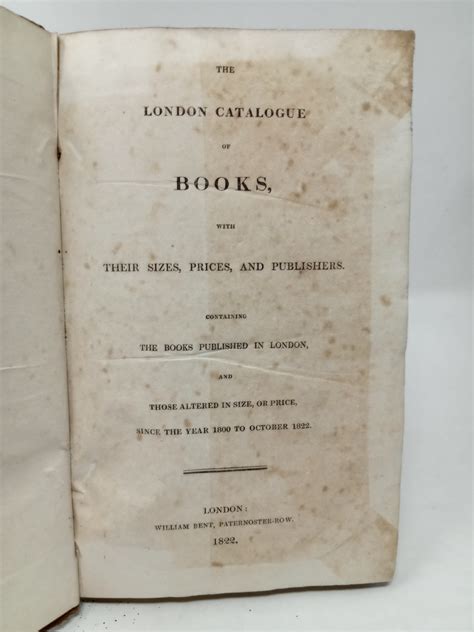 THE
LONDON CATALOGUE
OF
BOOKS,
WITH
THEIR SIZES, PRICES, AND PUBLISHERS.
CONTAINING
THE BOOKS PUBLISHED IN LONDON,
AND
THOSE ALTERED IN SIZE, OR PRICE,
SINCE THE YEAR 1800 TO OCTOBER 1822.
LONDON:
WILLIAM BENT, PATERNOSTER-ROW.
1822.